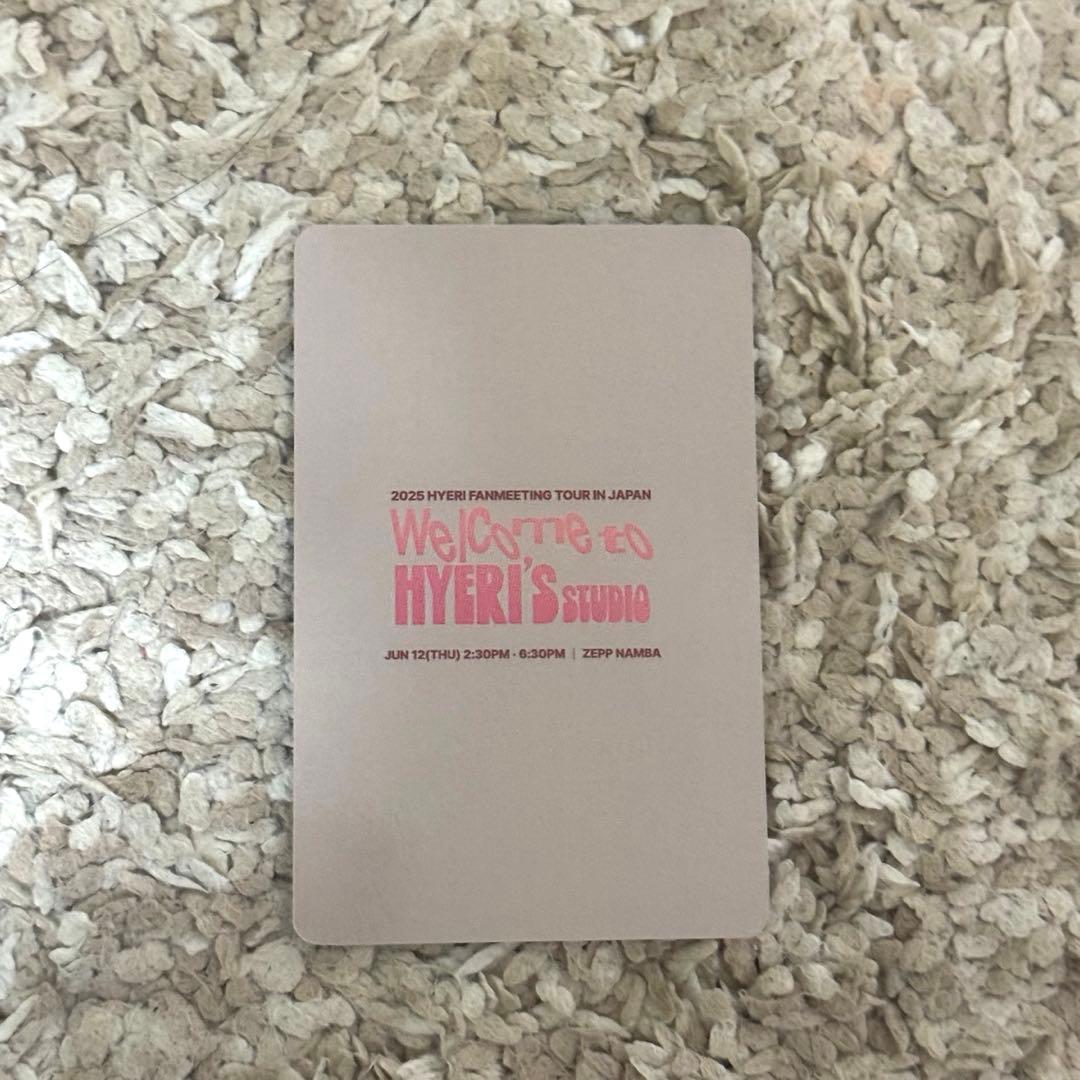 2025 HYERI FANMEETING TOUR IN JAPAN
Welcome to
HYERI'S STUDIO
JUN 12(THU) 2:30PM · 6:30PM | ZEPP NAMBA